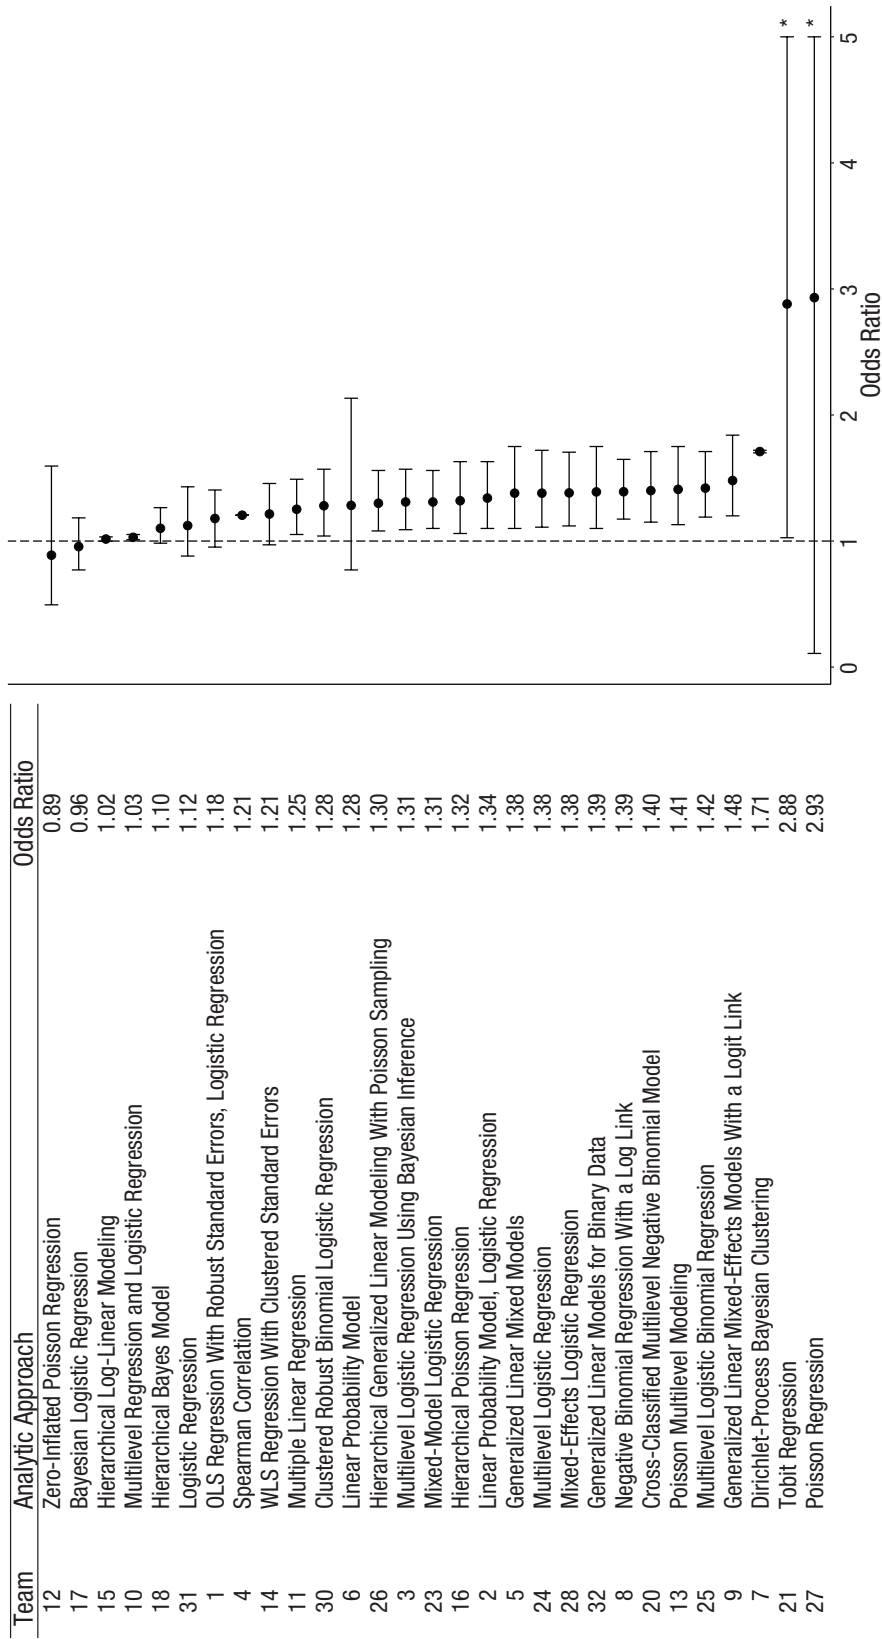 Team Analytic Approach Odds Ratio
12 Zero-Inflated Poisson Regression 0.89
17 Bayesian Logistic Regression 0.96
15 Hierarchical Log-Linear Modeling 1.02
10 Multilevel Regression and Logistic Regression 1.03
18 Hierarchical Bayes Model 1.10
31 Logistic Regression 1.12
1 OLS Regression With Robust Standard Errors, Logistic Regression 1.18
4 Spearman Correlation 1.21
14 WLS Regression With Clustered Standard Errors 1.21
11 Multiple Linear Regression 1.25
30 Clustered Robust Binomial Logistic Regression 1.28
6 Linear Probability Model 1.28
26 Hierarchical Generalized Linear Modeling With Poisson Sampling 1.30
3 Multilevel Logistic Regression Using Bayesian Inference 1.31
23 Mixed-Model Logistic Regression 1.31
16 Hierarchical Poisson Regression 1.32
2 Linear Probability Model, Logistic Regression 1.34
5 Generalized Linear Mixed Models 1.38
24 Multilevel Logistic Regression 1.38
28 Mixed-Effects Logistic Regression 1.38
32 Generalized Linear Models for Binary Data 1.39
8 Negative Binomial Regression With a Log Link 1.39
20 Cross-Classified Multilevel Negative Binomial Model 1.40
13 Poisson Multilevel Modeling 1.41
25 Multilevel Logistic Binomial Regression 1.42
9 Generalized Linear Mixed-Effects Models With a Logit Link 1.48
7 Dirichlet-Process Bayesian Clustering 1.71
21 Tobit Regression 2.88 *
27 Poisson Regression 2.93 *
0 1 2 3 4 5
Odds Ratio